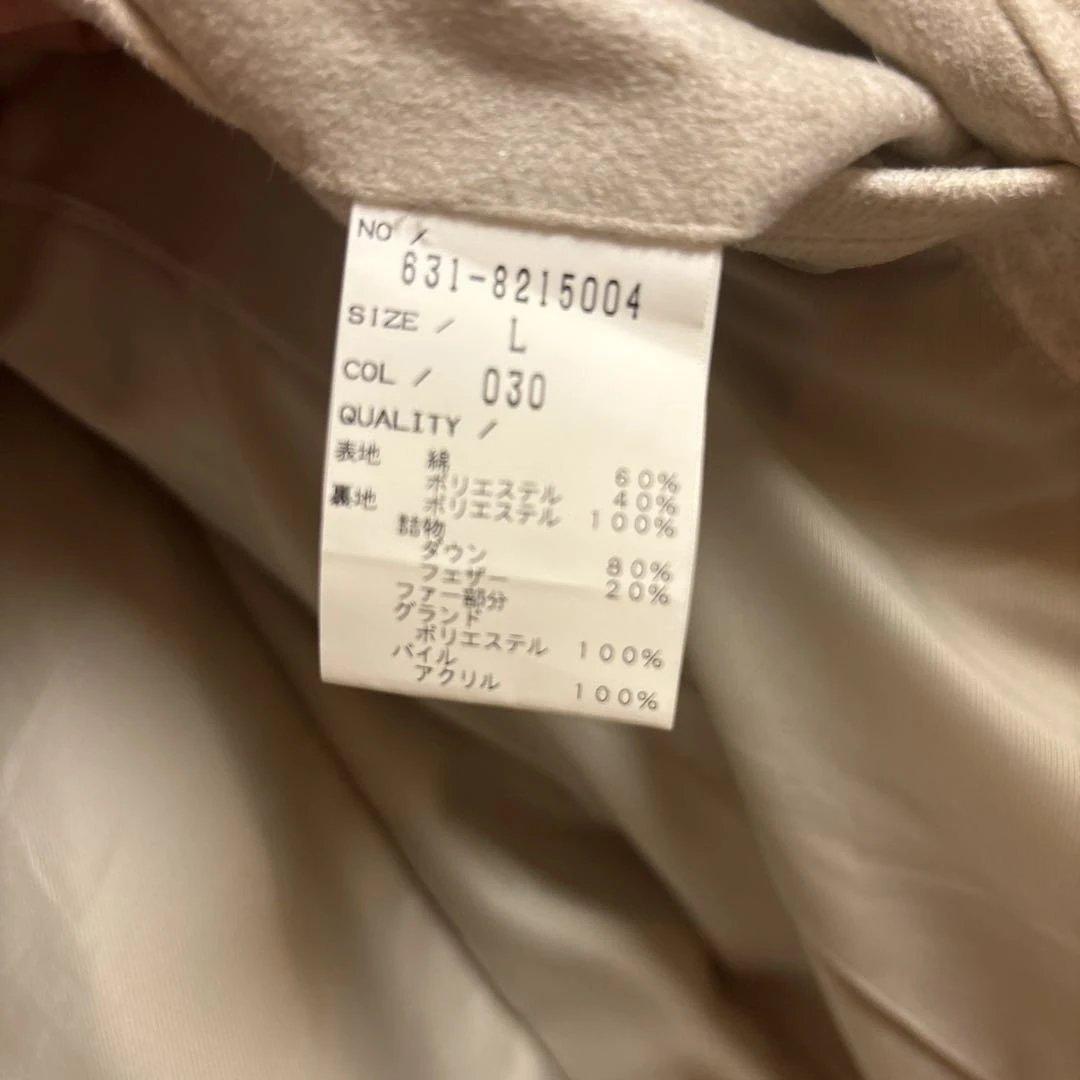 NO /
631-8215004
SIZE / L
COL / 030
QUALITY /
表地 綿 60%
ポリエステル 40%
裏地 ポリエステル 100%
詰物
ダウン 80%
フェザー 20%
ファー部分
グランド
ポリエステル 100%
パイル
アクリル 100%